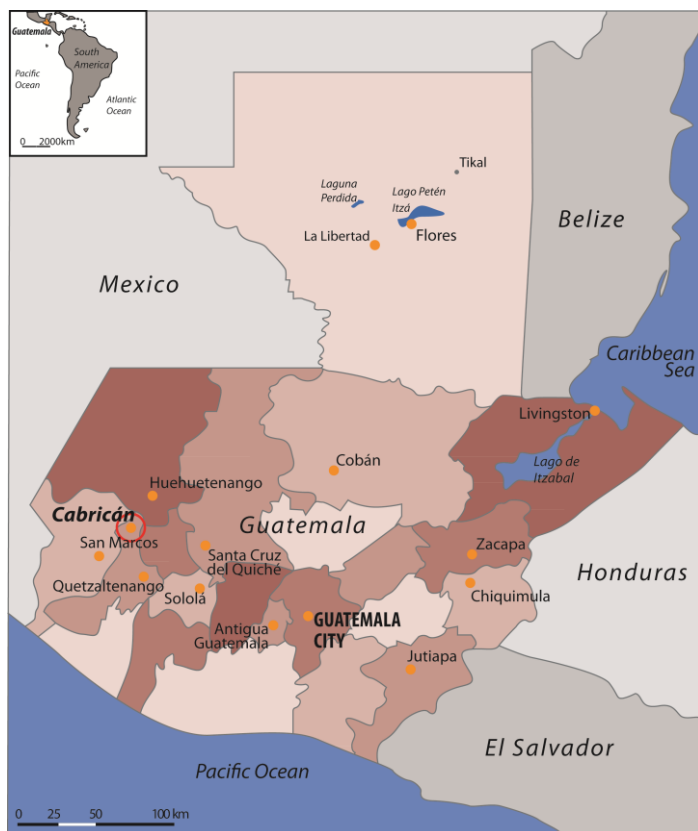 Guatemala
Pacific
Ocean
South
America
Atlantic
Ocean
0 2000km
Tikal
Laguna
Perdida
Lago Petén
Itzá
La Libertad
Flores
Belize
Mexico
Caribbean
Sea
Livingston
Lago de
Itzabal
Cobán
Huehuetenango
Cabricán
Guatemala
San Marcos
Santa Cruz
del Quiché
Zacapa
Honduras
Quetzaltenango
Sololá
Chiquimula
Antigua
Guatemala
GUATEMALA
CITY
Jutiapa
El Salvador
Pacific Ocean
0 25 50 100 km